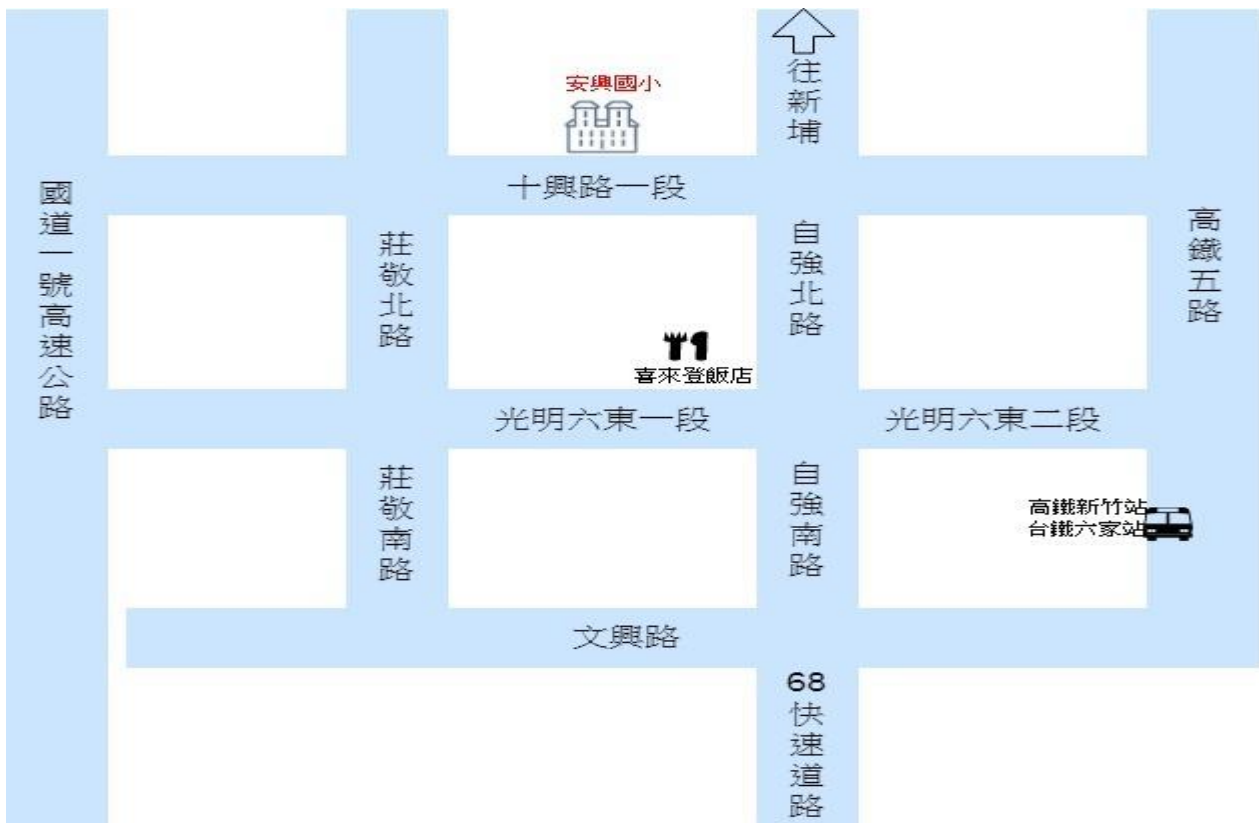 往新埔
安興國小
十興路一段
國道一號高速公路
莊敬北路
自強北路
高鐵五路
喜來登飯店
光明六東一段
光明六東二段
莊敬南路
自強南路
高鐵新竹站
台鐵六家站
文興路
68快速道路